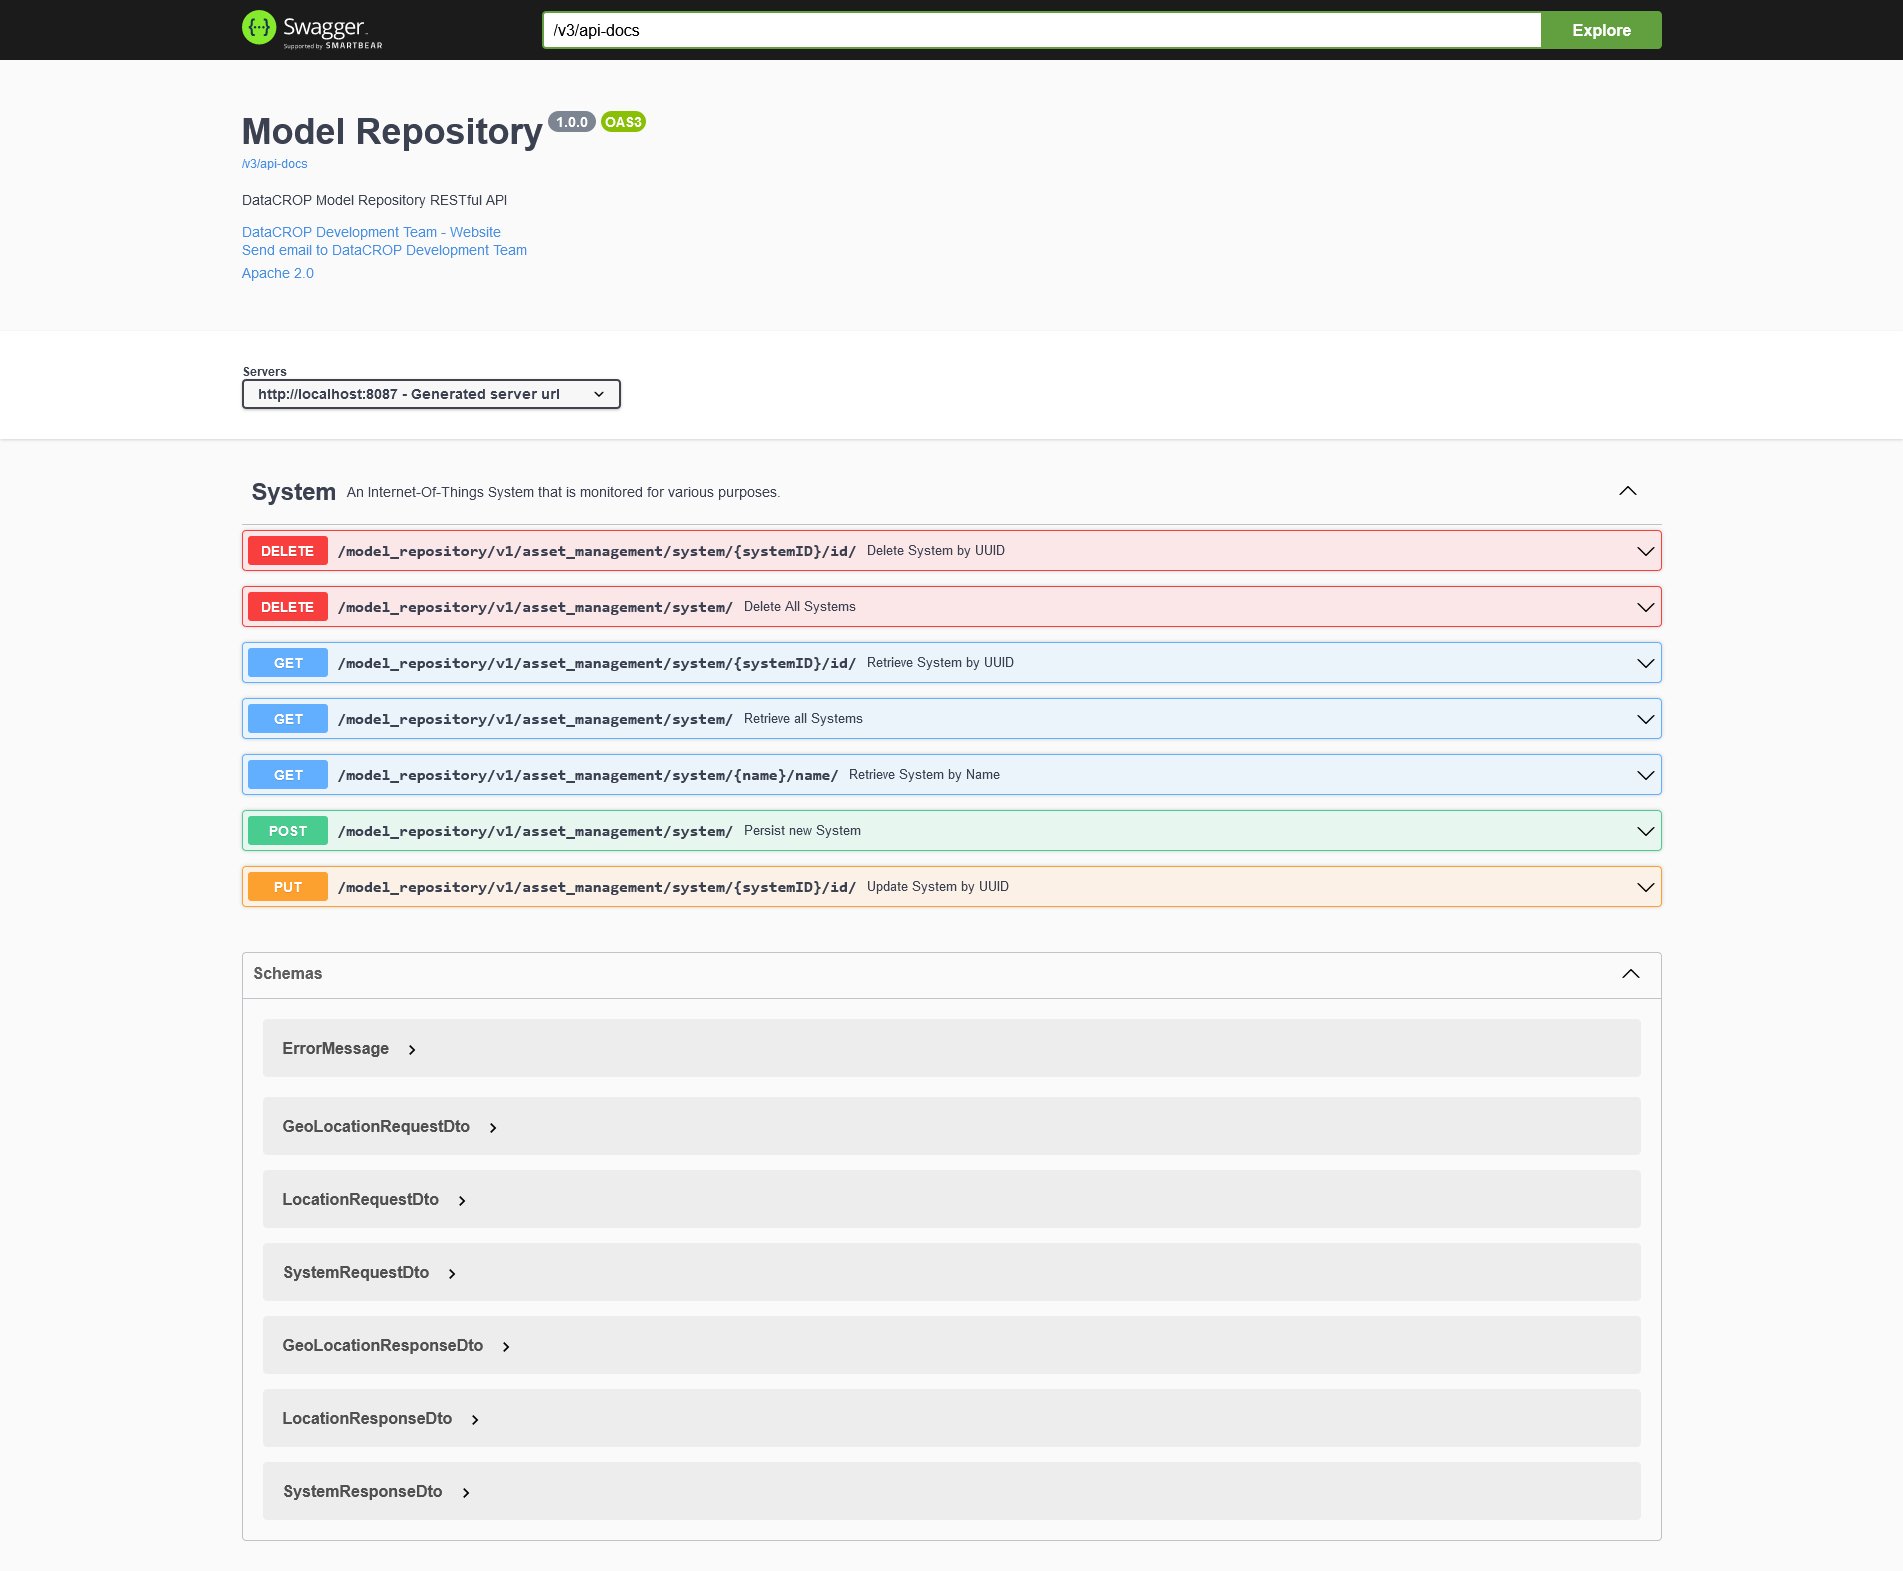 Swagger
Supported by SMARTBEAR
/v3/api-docs
Explore
Model Repository 1.0.0 OAS3
/v3/api-docs
DataCROP Model Repository RESTful API
DataCROP Development Team - Website
Send email to DataCROP Development Team
Apache 2.0
Servers
http://localhost:8087 - Generated server url
System An Internet-Of-Things System that is monitored for various purposes.
DELETE /model_repository/v1/asset_management/system/{systemID}/id/ Delete System by UUID
DELETE /model_repository/v1/asset_management/system/ Delete All Systems
GET /model_repository/v1/asset_management/system/{systemID}/id/ Retrieve System by UUID
GET /model_repository/v1/asset_management/system/ Retrieve all Systems
GET /model_repository/v1/asset_management/system/{name}/name/ Retrieve System by Name
POST /model_repository/v1/asset_management/system/ Persist new System
PUT /model_repository/v1/asset_management/system/{systemID}/id/ Update System by UUID
Schemas
ErrorMessage
GeoLocationRequestDto
LocationRequestDto
SystemRequestDto
GeoLocationResponseDto
LocationResponseDto
SystemResponseDto